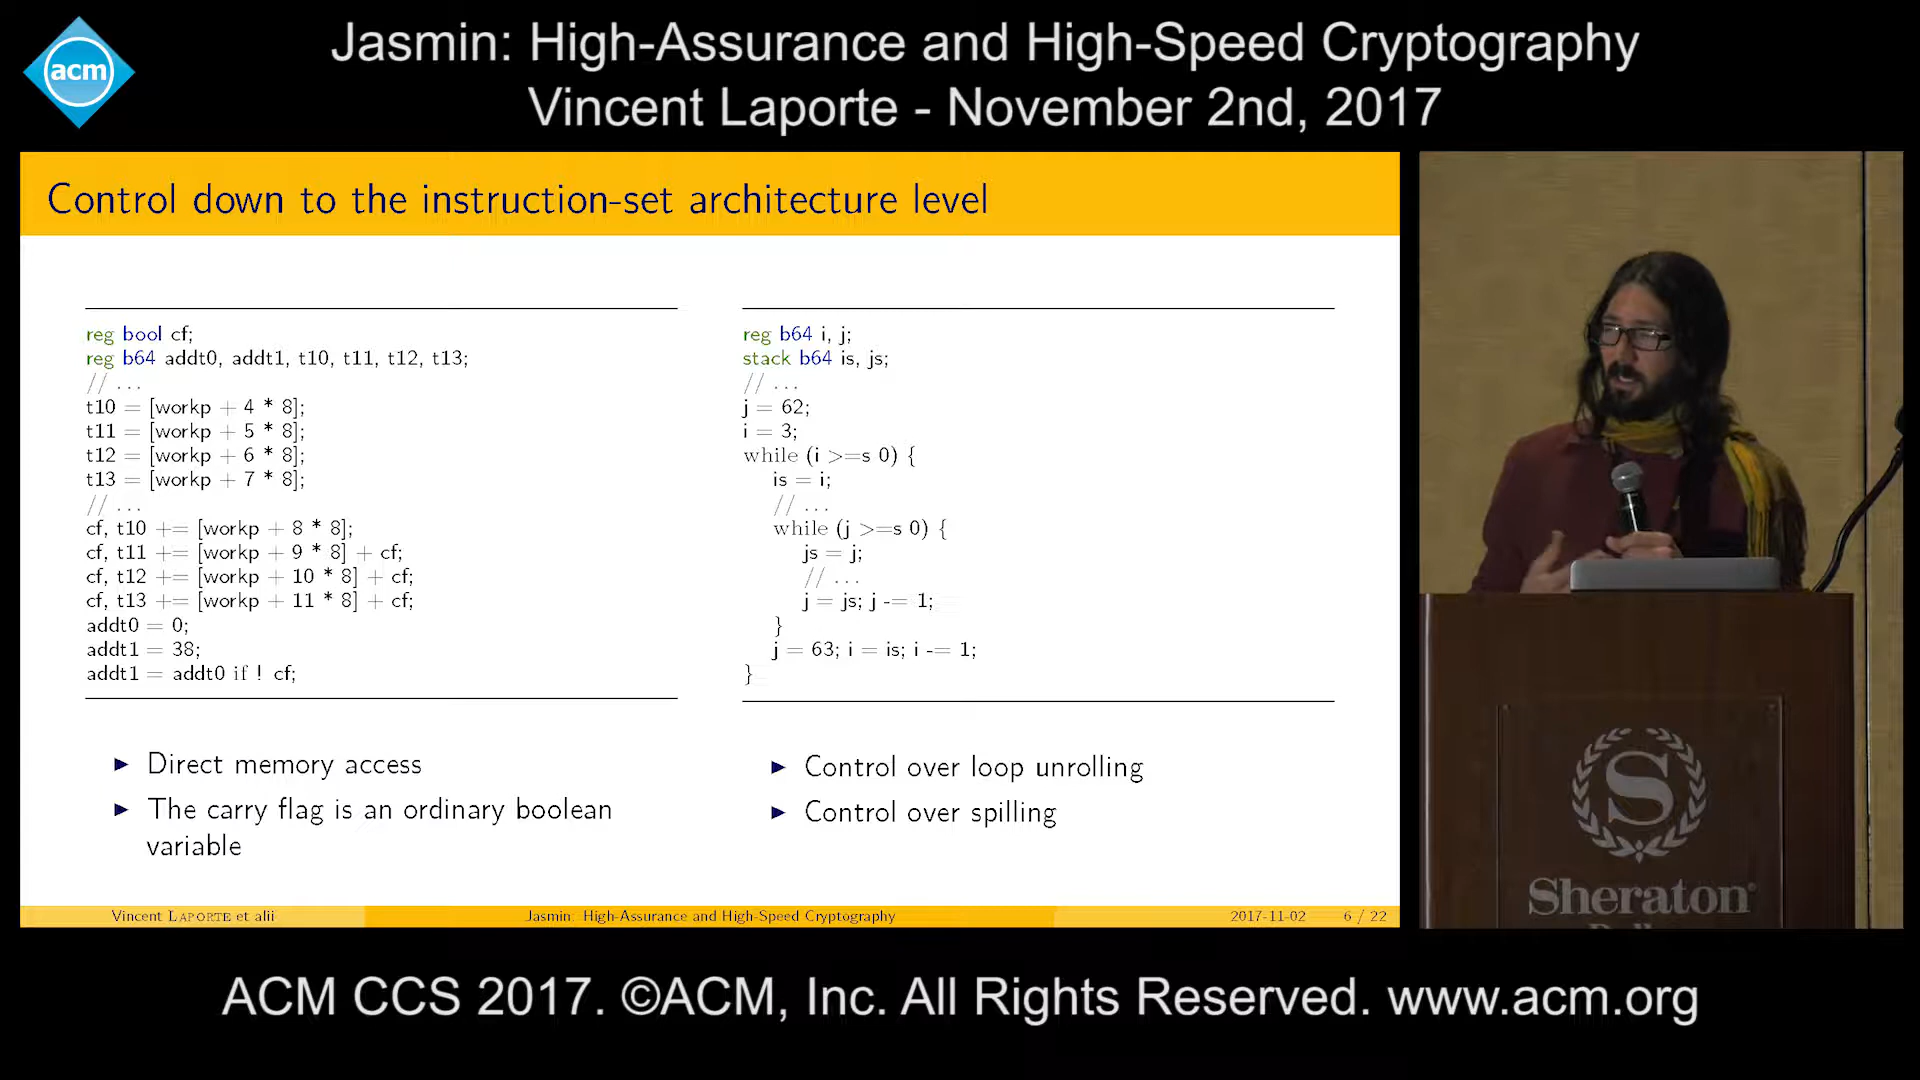 acm
Jasmin: High-Assurance and High-Speed Cryptography
Vincent Laporte - November 2nd, 2017
Control down to the instruction-set architecture level
reg bool cf;
reg b64 addt0, addt1, t10, t11, t12, t13;
// ...
t10 = [workp + 4 * 8];
t11 = [workp + 5 * 8];
t12 = [workp + 6 * 8];
t13 = [workp + 7 * 8];
// ...
cf, t10 += [workp + 8 * 8];
cf, t11 += [workp + 9 * 8] + cf;
cf, t12 += [workp + 10 * 8] + cf;
cf, t13 += [workp + 11 * 8] + cf;
addt0 = 0;
addt1 = 38;
addt1 = addt0 if ! cf;
▶ Direct memory access
▶ The carry flag is an ordinary boolean
variable
reg b64 i, j;
stack b64 is, js;
// ...
j = 62;
i = 3;
while (i >=s 0) {
is = i;
// ...
while (j >=s 0) {
js = j;
// ...
j = js; j -= 1;
}
j = 63; i = is; i -= 1;
}
▶ Control over loop unrolling
▶ Control over spilling
Vincent LAPORTE et alii
Jasmin: High-Assurance and High-Speed Cryptography
2017-11-02
6 / 22
S
Sheraton
ACM CCS 2017. ©ACM, Inc. All Rights Reserved. www.acm.org